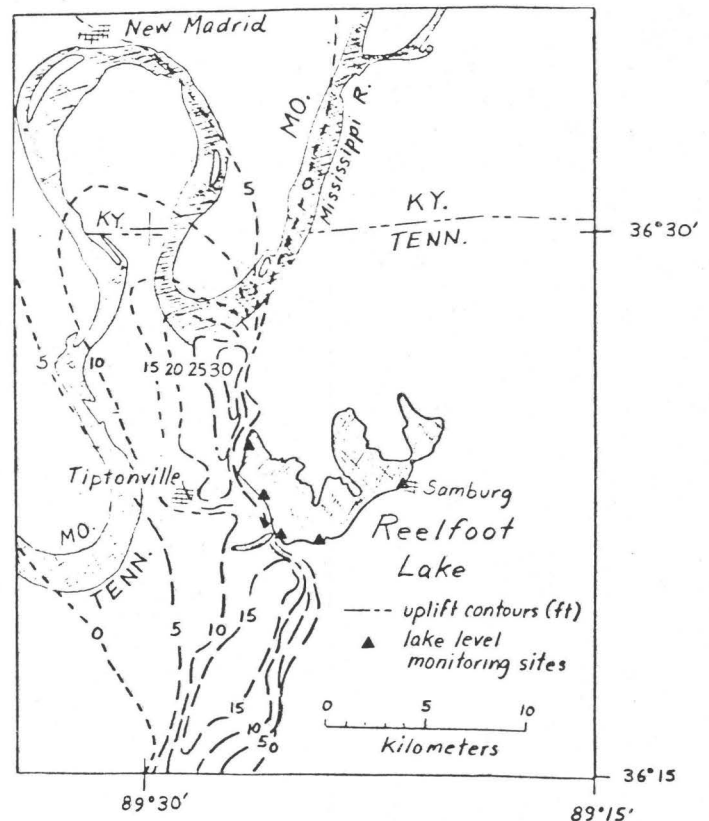 New Madrid
MO.
Mississippi R.
5
0
KY.
KY.
TENN.
36°30'
5
10
15
20
25
30
Tiptonville
Samburg
Reelfoot
Lake
MO.
TENN.
uplift contours (ft)
lake level
monitoring sites
0
5
10
15
0 5 10
Kilometers
15
10
5
0
36°15
89°30'
89°15'